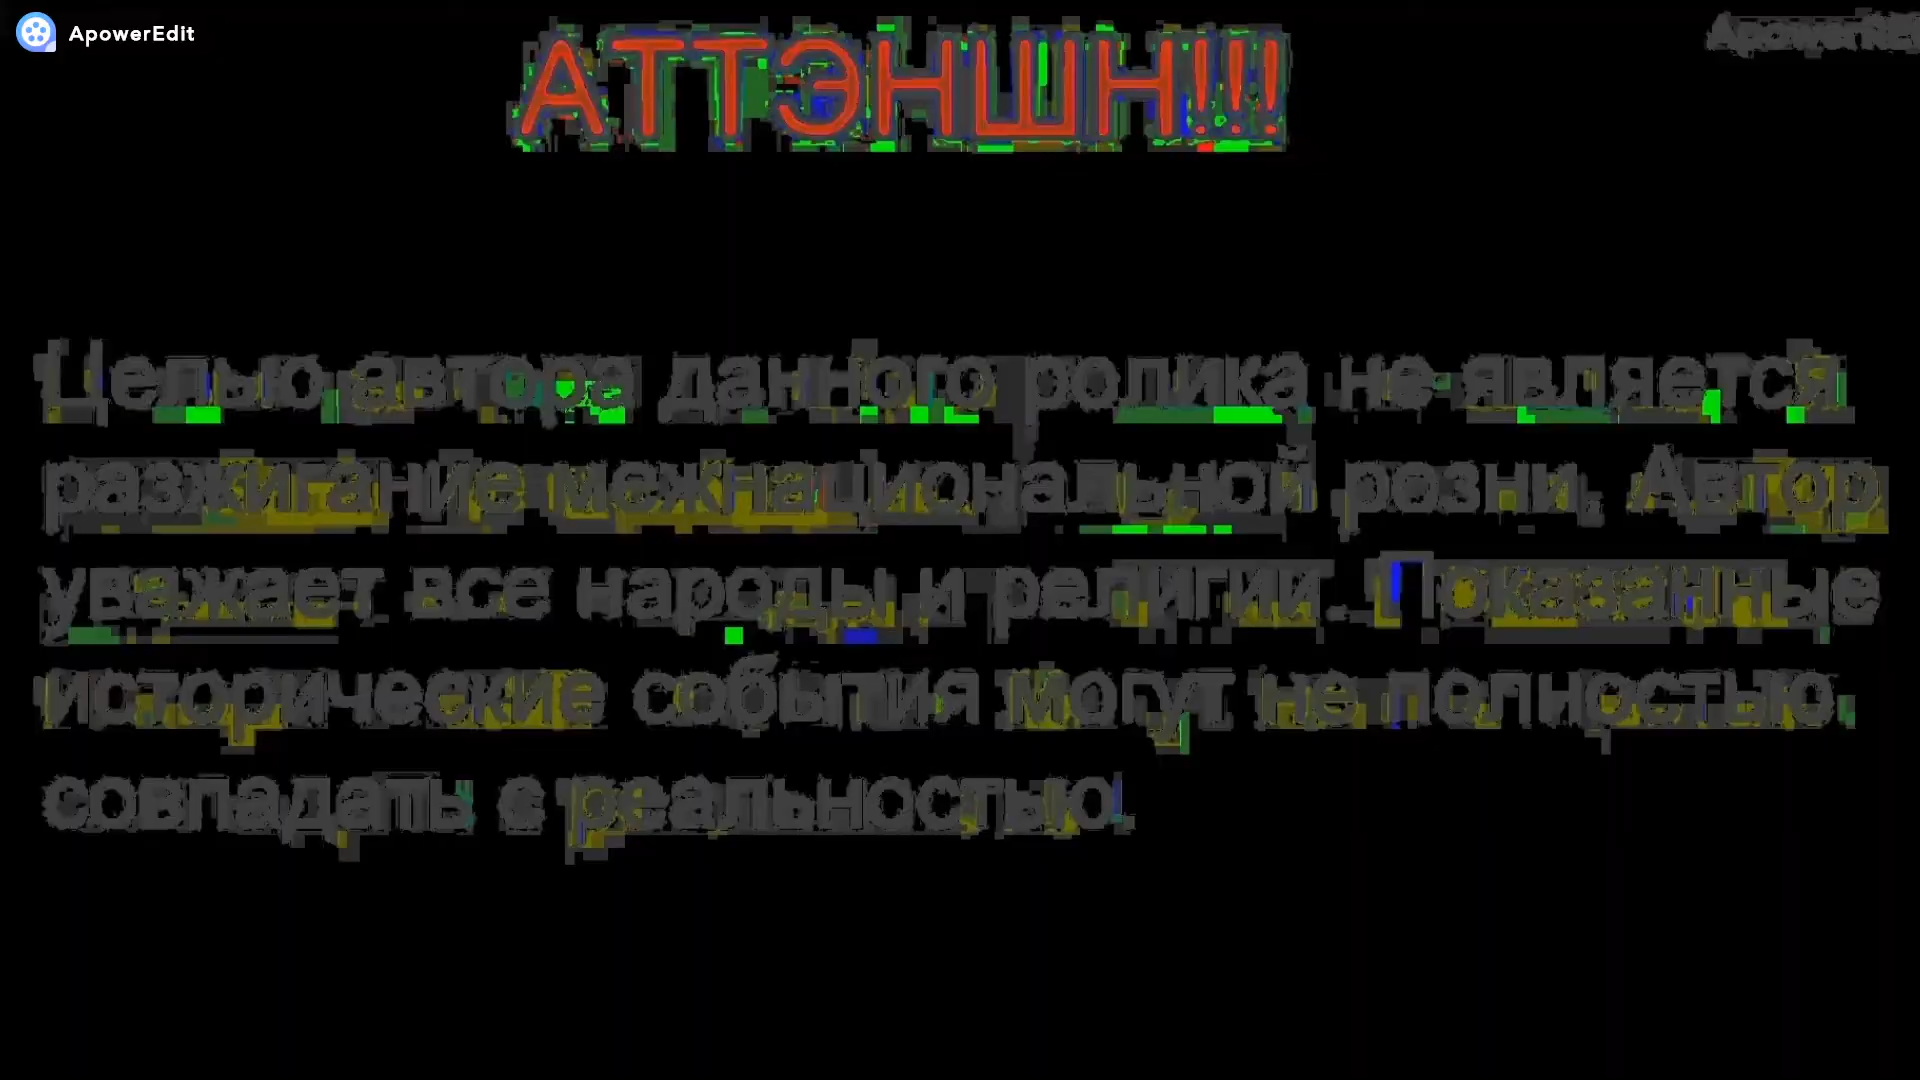 ApowerEdit
АТТЭНШН!!!
Целью автора данного ролика не является
разжигание межнациональной розни. Автор
уважает все народы и религии. Показанные
исторические события могут не полностью
совпадать с реальностью.